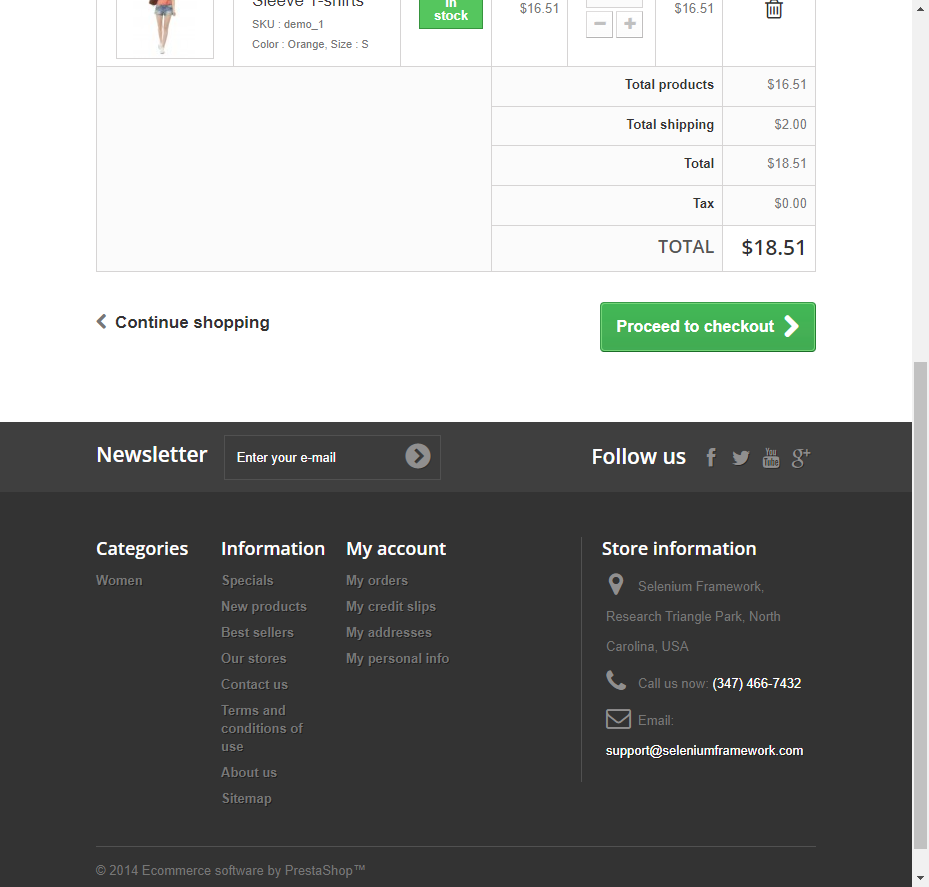 Sleeve T-shirts
SKU : demo_1
Color : Orange, Size : S
In
stock
$16.51
$16.51
Total products $16.51
Total shipping $2.00
Total $18.51
Tax $0.00
TOTAL $18.51
Continue shopping
Proceed to checkout
Newsletter
Enter your e-mail
Follow us
You
Tube
g+
Categories
Women
Information
Specials
New products
Best sellers
Our stores
Contact us
Terms and
conditions of
use
About us
Sitemap
My account
My orders
My credit slips
My addresses
My personal info
Store information
Selenium Framework,
Research Triangle Park, North
Carolina, USA
Call us now: (347) 466-7432
Email:
support@seleniumframework.com
© 2014 Ecommerce software by PrestaShop™